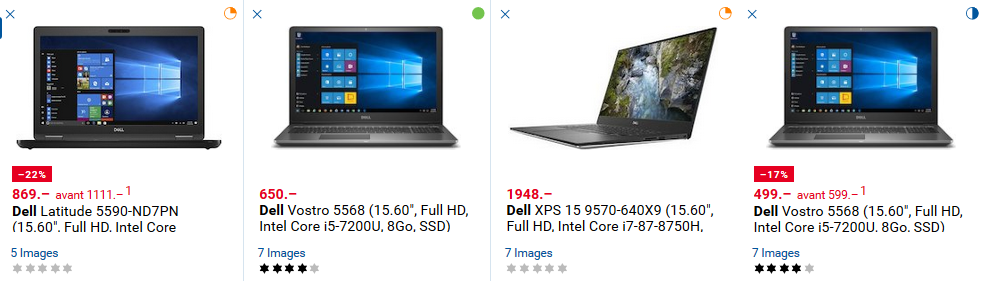 –22%
869.– avant 1111.– 1
Dell Latitude 5590-ND7PN
(15.60", Full HD, Intel Core
5 Images
650.–
Dell Vostro 5568 (15.60", Full HD,
Intel Core i5-7200U, 8Go, SSD)
7 Images
1948.–
Dell XPS 15 9570-640X9 (15.60",
Full HD, Intel Core i7-87-8750H,
7 Images
–17%
499.– avant 599.– 1
Dell Vostro 5568 (15.60", Full HD,
Intel Core i5-7200U, 8Go, SSD)
7 Images